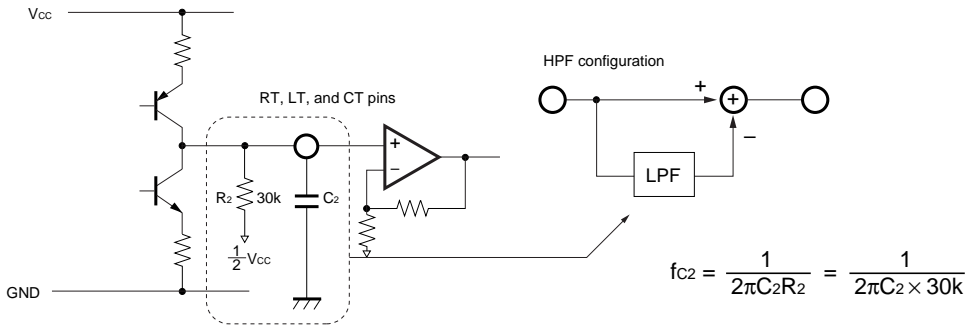 Vcc
HPF configuration
RT, LT, and CT pins
+
+
+
−
−
LPF
R2 30k C2
1/2 Vcc
GND
fC2 = 1/(2πC2R2) = 1/(2πC2 × 30k)